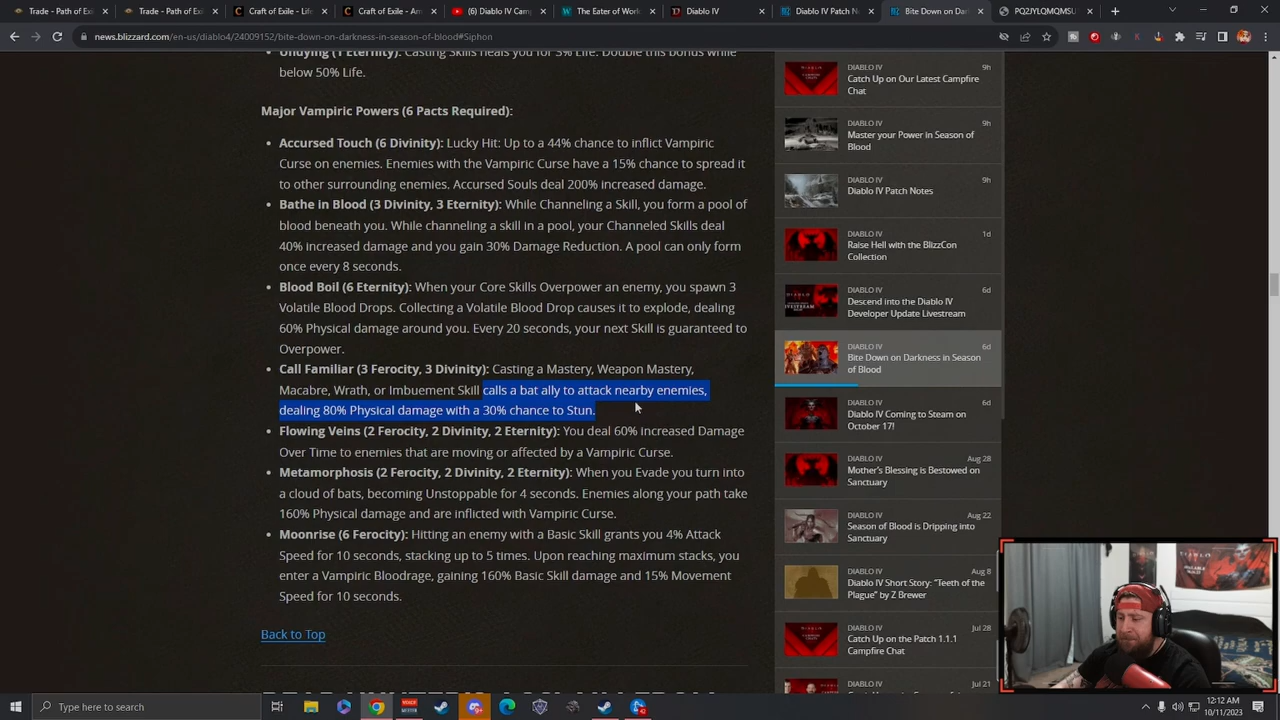 Trade - Path of Exi
Trade - Path of Exi
Craft of Exile - Life
Craft of Exile - Am
(I) Diablo IV Camp
The Eater of Work
Diablo IV
Diablo IV Patch N
Bite Down on Dar
PQ2JYLQMQMSU
news.blizzard.com/en-us/diablo4/24009152/bite-down-on-darkness-in-season-of-blood#Siphon
Undying (1 Eternity): Casting Skills heals you for 3% Life. Double this bonus while
below 50% Life.
Major Vampiric Powers (6 Pacts Required):
Accursed Touch (6 Divinity): Lucky Hit: Up to a 44% chance to inflict Vampiric
Curse on enemies. Enemies with the Vampiric Curse have a 15% chance to spread it
to other surrounding enemies. Accursed Souls deal 200% increased damage.
Bathe in Blood (3 Divinity, 3 Eternity): While Channeling a Skill, you form a pool of
blood beneath you. While channeling a skill in a pool, your Channeled Skills deal
40% increased damage and you gain 30% Damage Reduction. A pool can only form
once every 8 seconds.
Blood Boil (6 Eternity): When your Core Skills Overpower an enemy, you spawn 3
Volatile Blood Drops. Collecting a Volatile Blood Drop causes it to explode, dealing
60% Physical damage around you. Every 20 seconds, your next Skill is guaranteed to
Overpower.
Call Familiar (3 Ferocity, 3 Divinity): Casting a Mastery, Weapon Mastery,
Macabre, Wrath, or Imbuement Skill calls a bat ally to attack nearby enemies,
dealing 80% Physical damage with a 30% chance to Stun.
Flowing Veins (2 Ferocity, 2 Divinity, 2 Eternity): You deal 60% increased Damage
Over Time to enemies that are moving or affected by a Vampiric Curse.
Metamorphosis (2 Ferocity, 2 Divinity, 2 Eternity): When you Evade you turn into
a cloud of bats, becoming Unstoppable for 4 seconds. Enemies along your path take
160% Physical damage and are inflicted with Vampiric Curse.
Moonrise (6 Ferocity): Hitting an enemy with a Basic Skill grants you 4% Attack
Speed for 10 seconds, stacking up to 5 times. Upon reaching maximum stacks, you
enter a Vampiric Bloodrage, gaining 160% Basic Skill damage and 15% Movement
Speed for 10 seconds.
Back to Top
DIABLO IV 9h
Catch Up on Our Latest Campfire
Chat
DIABLO IV 9h
Master your Power in Season of
Blood
DIABLO IV 9h
Diablo IV Patch Notes
DIABLO IV 1d
Raise Hell with the BlizzCon
Collection
DIABLO IV 6d
Descend into the Diablo IV
Developer Update Livestream
DIABLO IV 6d
Bite Down on Darkness in Season
of Blood
DIABLO IV 6d
Diablo IV Coming to Steam on
October 17!
DIABLO IV Aug 28
Mother's Blessing is Bestowed on
Sanctuary
DIABLO IV Aug 22
Season of Blood is Dripping into
Sanctuary
DIABLO IV Aug 8
Diablo IV Short Story: "Teeth of the
Plague" by Z Brewer
DIABLO IV Jul 28
Catch Up on the Patch 1.1.1
Campfire Chat
DIABLO IV Jul 21
Type here to search
12:12 AM
10/11/2023